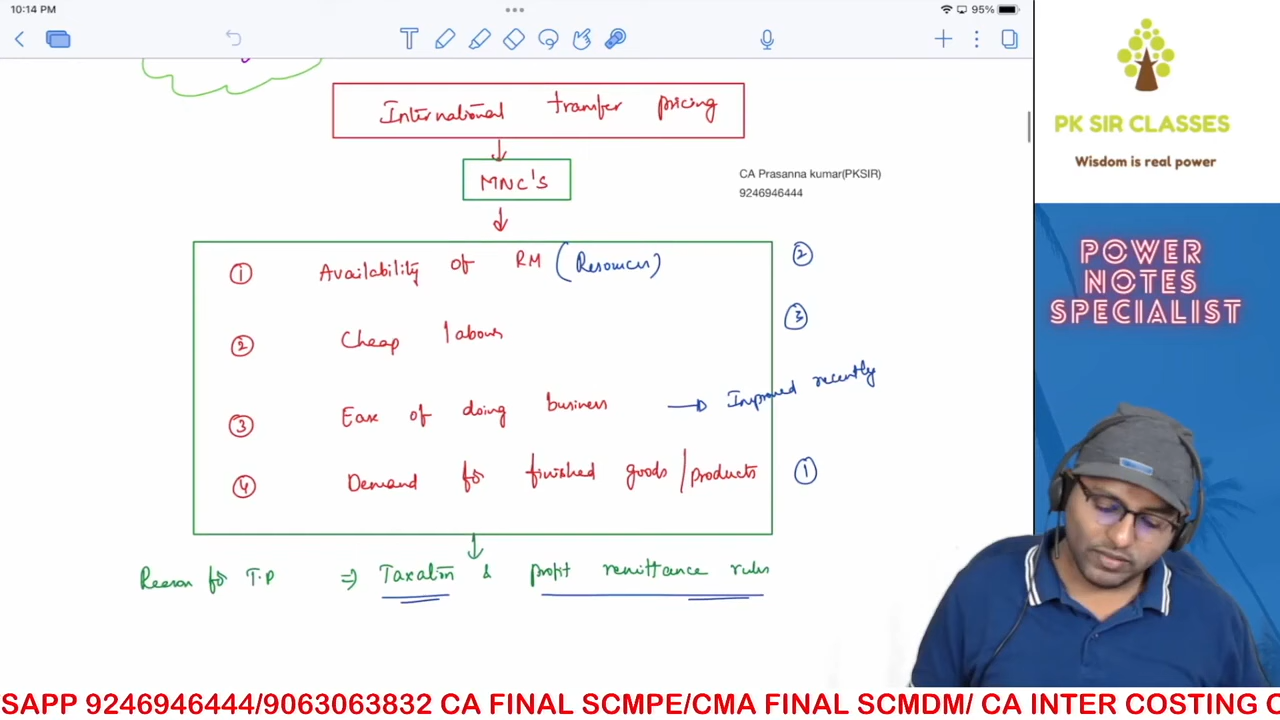 10:14 PM
95%
International transfer pricing
MNC'S
CA Prasanna kumar(PKSIR)
9246946444
① Availability of RM (Resources) ②
② Cheap labour ③
③ Ease of doing business → Improved recently
④ Demand for finished goods/products ①
Reason for T.P ⇒ Taxation & profit remittance rules
PK SIR CLASSES
Wisdom is real power
POWER
NOTES
SPECIALIST
SAPP 9246946444/9063063832 CA FINAL SCMPE/CMA FINAL SCMDM/ CA INTER COSTING C